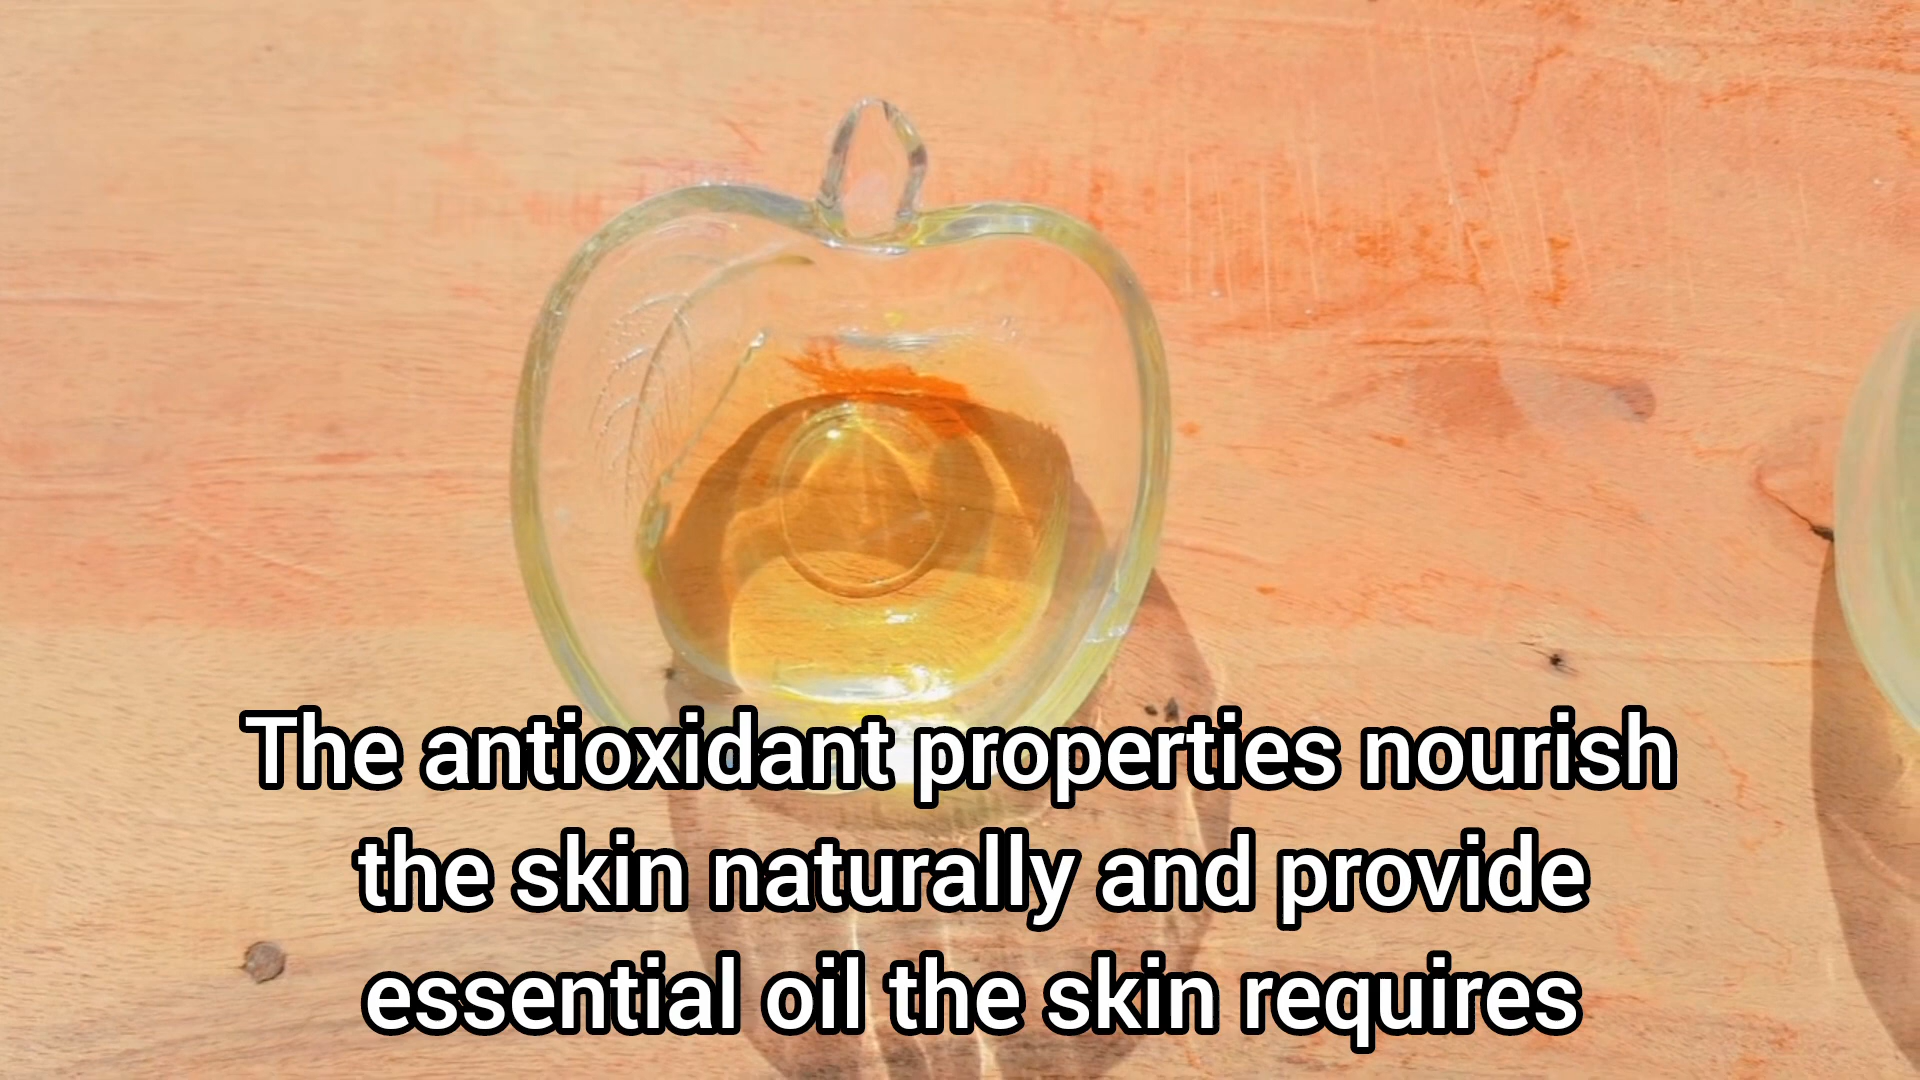 The antioxidant properties nourish
the skin naturally and provide
essential oil the skin requires